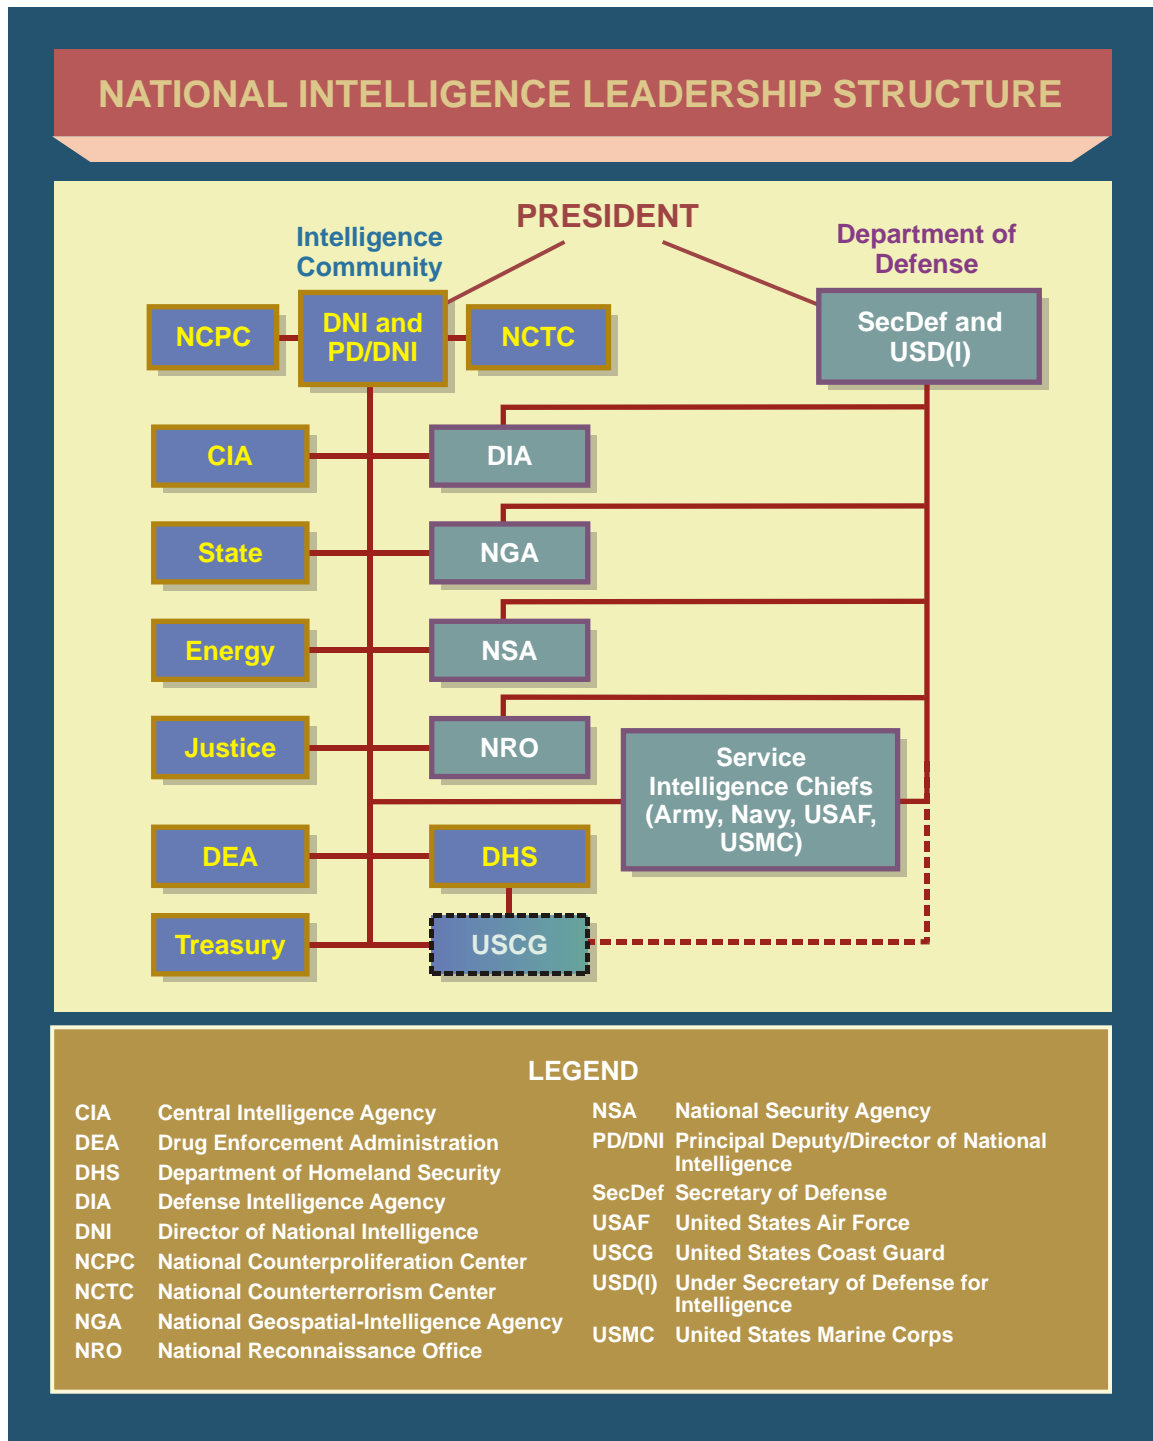 NATIONAL INTELLIGENCE LEADERSHIP STRUCTURE
PRESIDENT
Intelligence
Community
Department of
Defense
NCPC
DNI and
PD/DNI
NCTC
SecDef and
USD(I)
CIA
DIA
State
NGA
Energy
NSA
Justice
NRO
Service
Intelligence Chiefs
(Army, Navy, USAF,
USMC)
DEA
DHS
Treasury
USCG
LEGEND
CIA Central Intelligence Agency
DEA Drug Enforcement Administration
DHS Department of Homeland Security
DIA Defense Intelligence Agency
DNI Director of National Intelligence
NCPC National Counterproliferation Center
NCTC National Counterterrorism Center
NGA National Geospatial-Intelligence Agency
NRO National Reconnaissance Office
NSA National Security Agency
PD/DNI Principal Deputy/Director of National
Intelligence
SecDef Secretary of Defense
USAF United States Air Force
USCG United States Coast Guard
USD(I) Under Secretary of Defense for
Intelligence
USMC United States Marine Corps